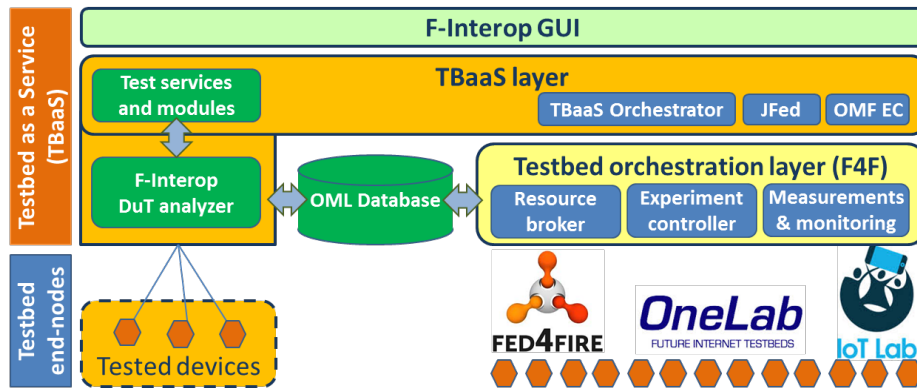 Testbed as a Service
(TBaaS)
F-Interop GUI
TBaaS layer
Test services
and modules
TBaaS Orchestrator
JFed
OMF EC
F-Interop
DuT analyzer
OML Database
Testbed orchestration layer (F4F)
Resource
broker
Experiment
controller
Measurements
& monitoring
Testbed
end-nodes
Tested devices
FED4FIRE
OneLab
FUTURE INTERNET TESTBEDS
IoT Lab